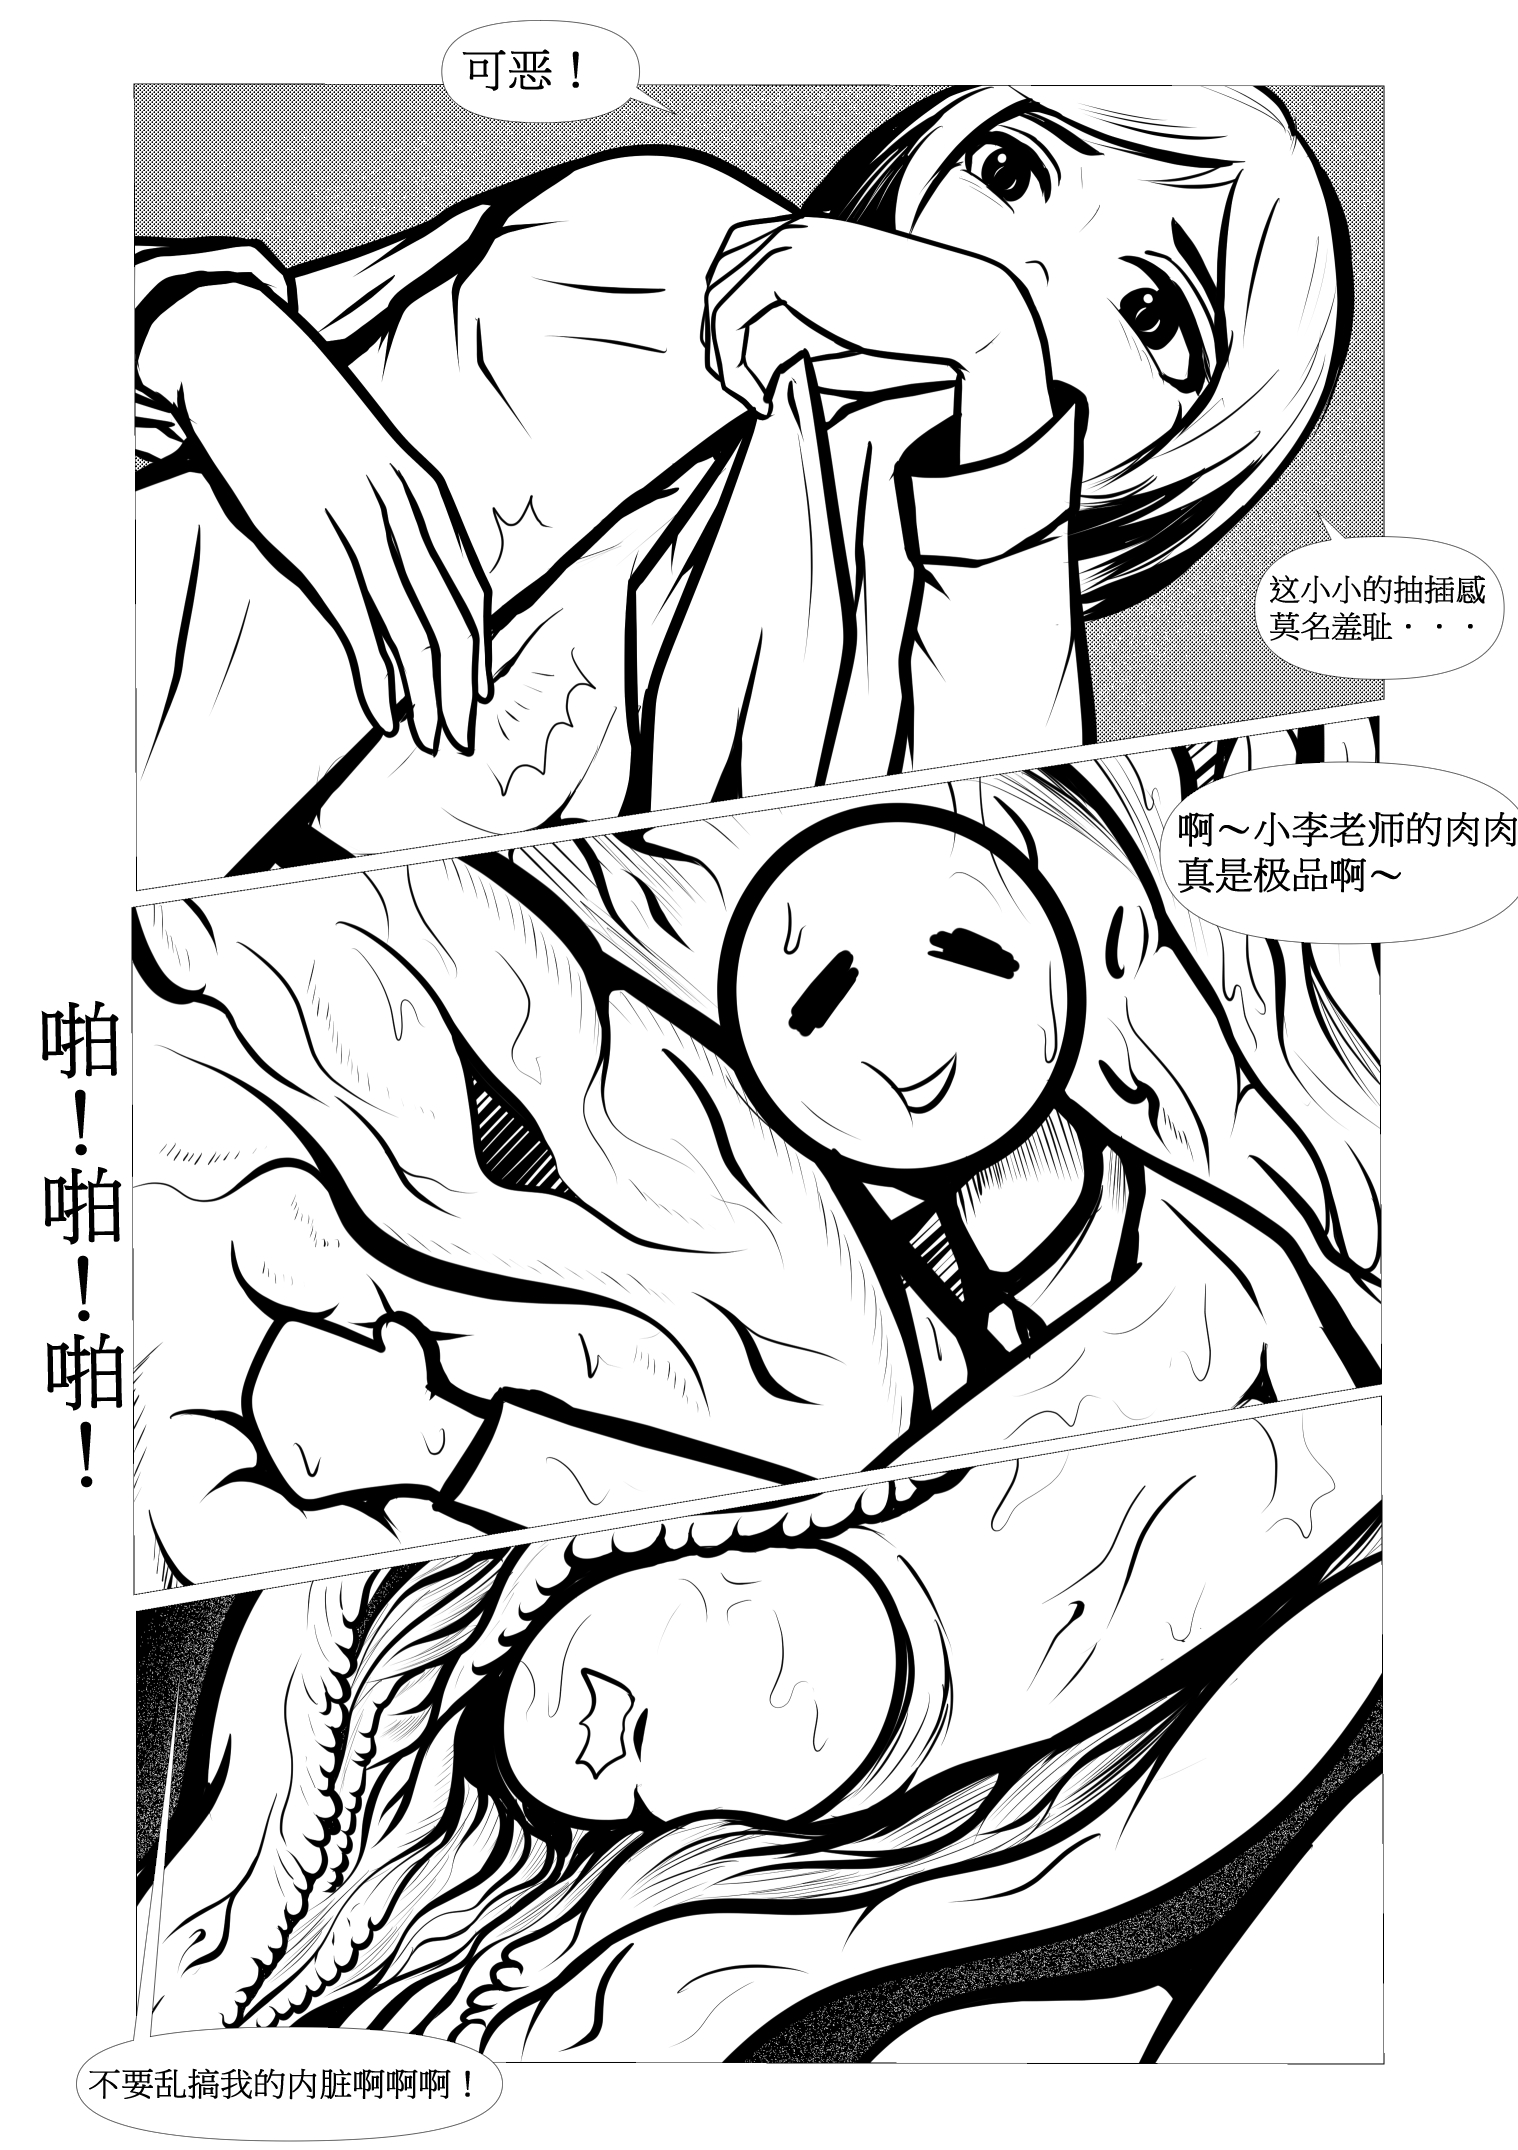 可恶！
这小小的抽插感
莫名羞耻・・・
啊～小李老师的肉肉
真是极品啊～
啪！啪！啪！
不要乱搞我的内脏啊啊啊！